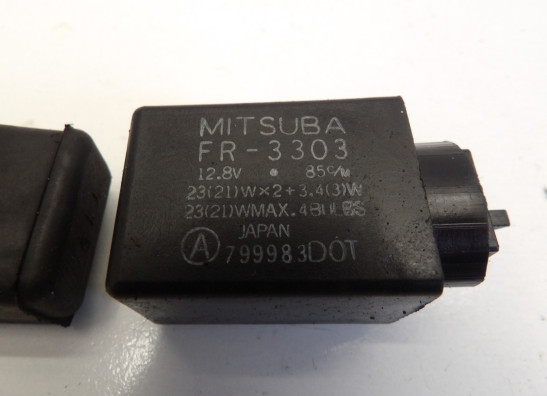 MITSUBA
FR-3303
12.8V • 85c/m
23(21)W×2+3.4(3)W
23(21)WMAX.4BULBS
JAPAN
Ⓐ 799983DOT